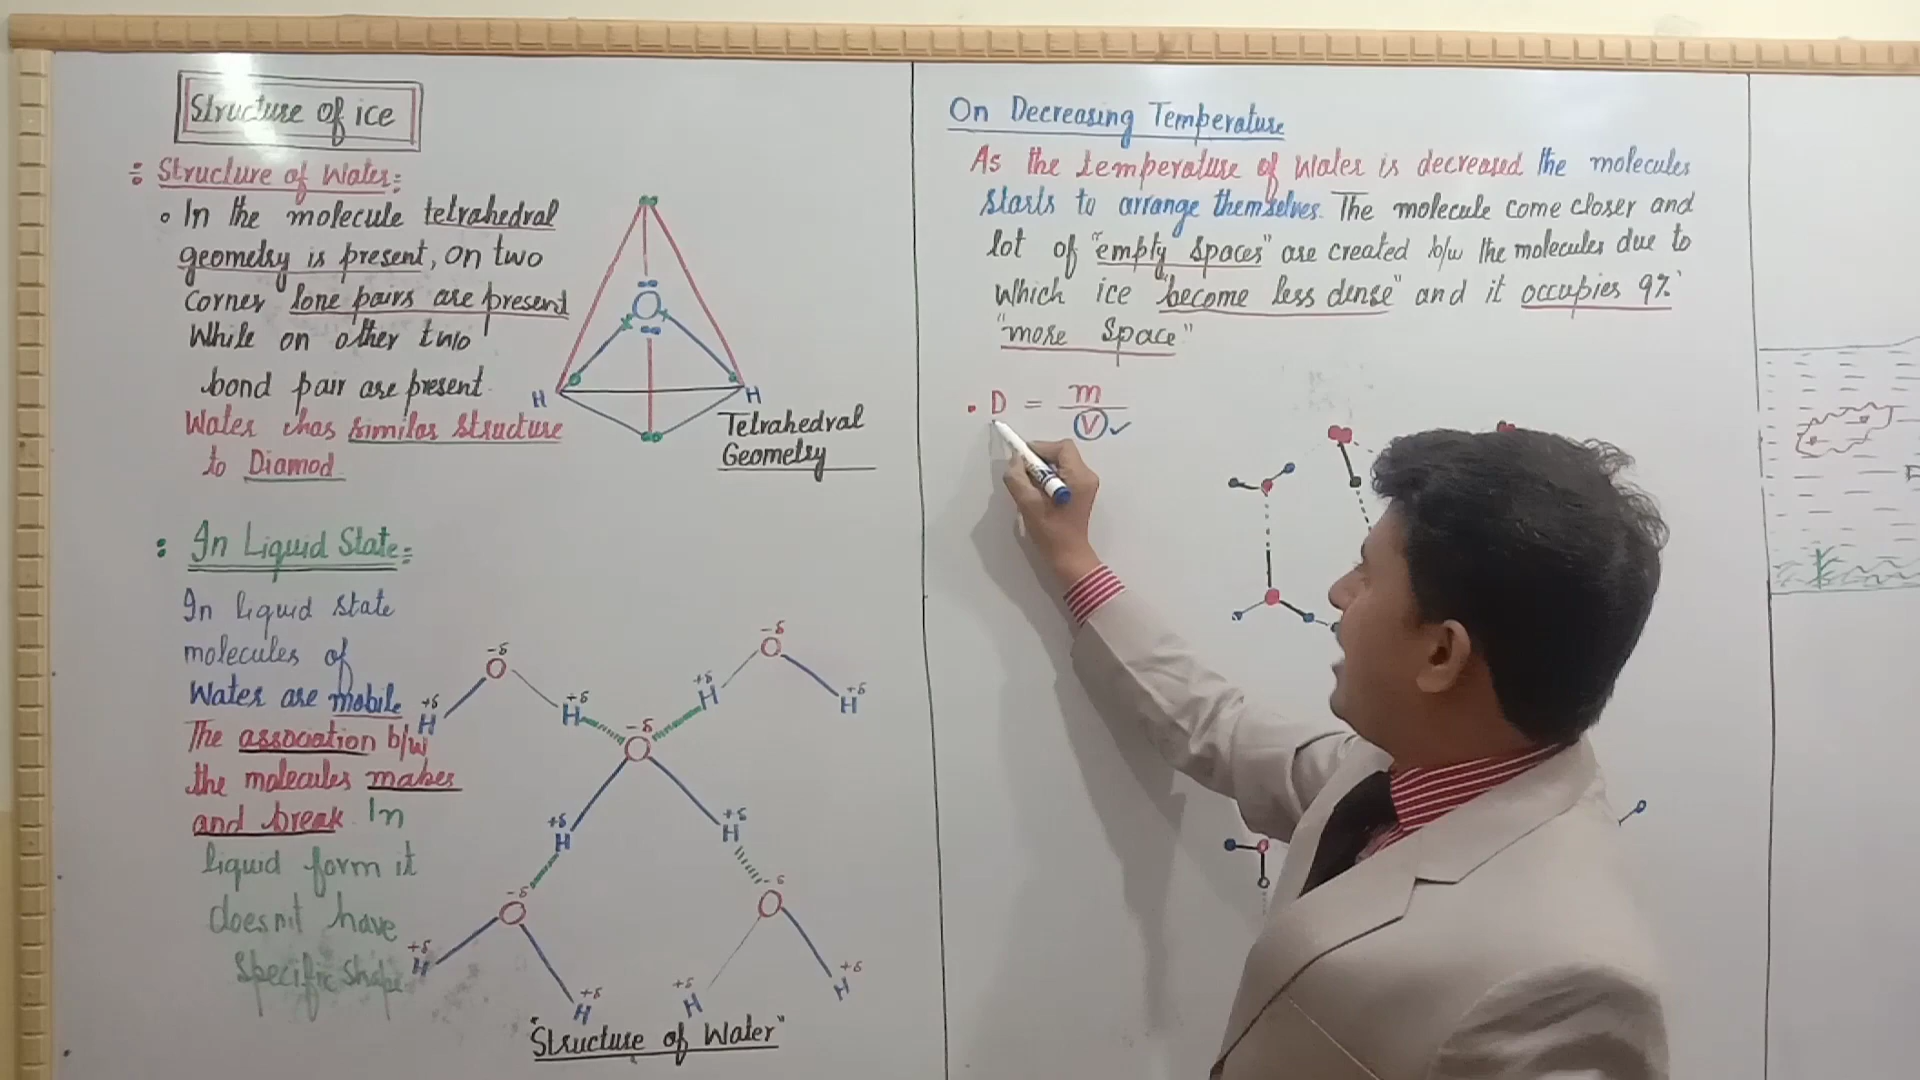 Structure of ice
: Structure of Water:
• In the molecule tetrahedral
geometry is present, on two
corner lone pairs are present
While on other two
bond pair are present
Water has similar structure
to Diamod
O
H
H
Tetrahedral
Geometry
: In Liquid State:
In liquid state
molecules of
Water are mobile
The association b/w
the molecules makes
and break In
liquid form it
doesn't have
specific shape
-δ
O
-δ
O
+δ
H
+δ
H
+δ
H
+δ
H
-δ
O
+δ
H
+δ
H
-δ
O
-δ
O
+δ
H
+δ
H
+δ
H
+δ
H
"Structure of Water"
On Decreasing Temperature
As the temperature of Water is decreased the molecules
starts to arrange themselves. The molecule come closer and
lot of "empty spaces" are created b/w the molecules due to
Which ice "become less dense" and it occupies 9%
"more space"
. D = m
V ✓